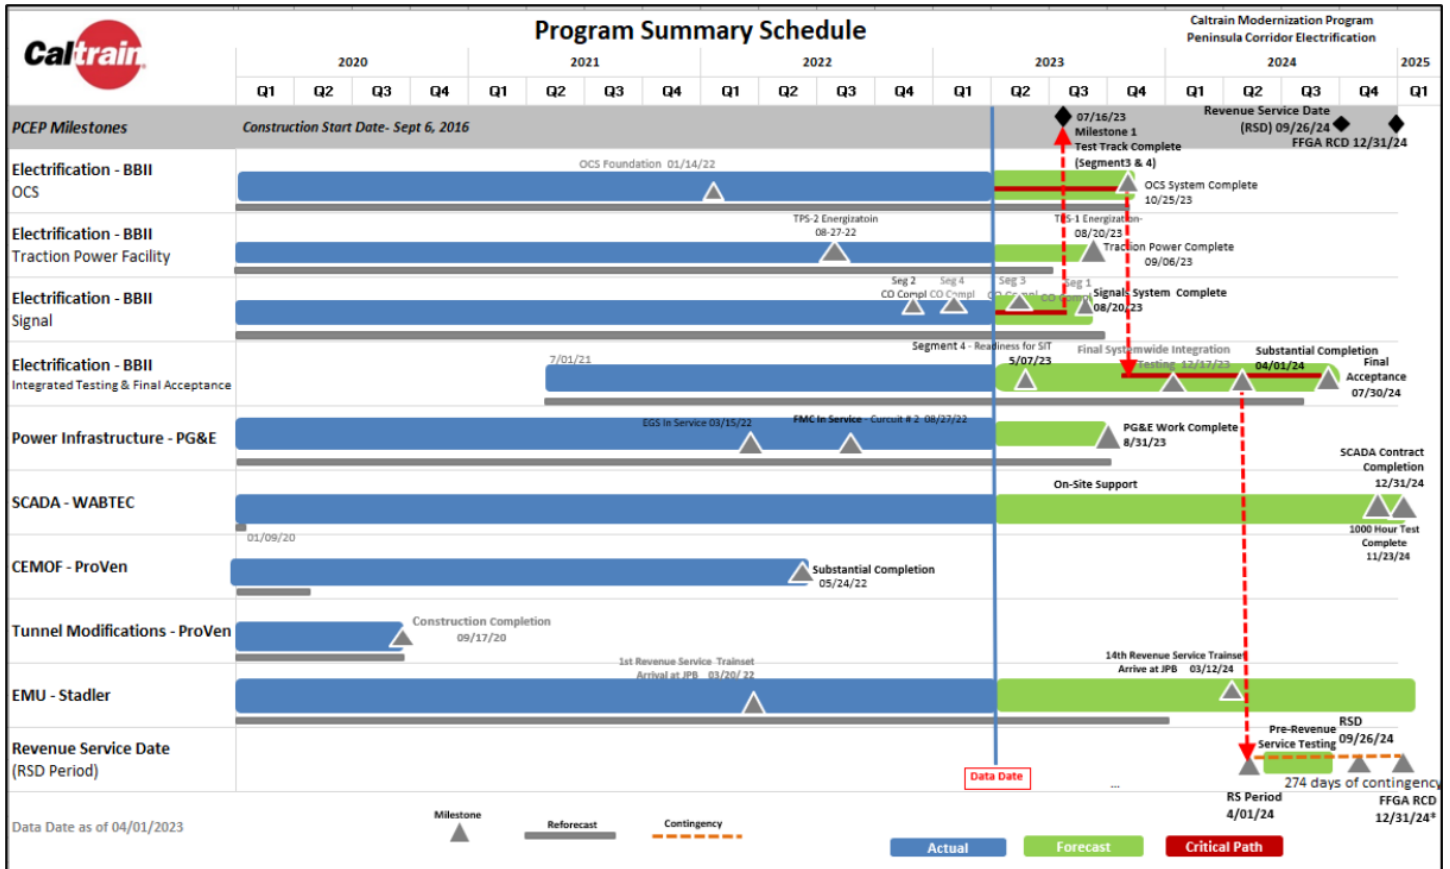 Caltrain
Program Summary Schedule
Caltrain Modernization Program
Peninsula Corridor Electrification
2020 2021 2022 2023 2024 2025
Q1 Q2 Q3 Q4 Q1 Q2 Q3 Q4 Q1 Q2 Q3 Q4 Q1 Q2 Q3 Q4 Q1 Q2 Q3 Q4 Q1
PCEP Milestones
Construction Start Date- Sept 6, 2016
07/16/23
Milestone 1
Test Track Complete
(Segment3 & 4)
Revenue Service Date
(RSD) 09/26/24
FFGA RCD 12/31/24
Electrification - BBII
OCS
OCS Foundation 01/14/22
OCS System Complete
10/25/23
Electrification - BBII
Traction Power Facility
TPS-2 Energizatoin
08-27-22
TPS-1 Energization-
08/20/23
Traction Power Complete
09/06/23
Electrification - BBII
Signal
Seg 2
CO Compl
Seg 4
CO Compl
Seg 3
CO Compl
Seg 1
CO Compl
Signals System Complete
08/20/23
Electrification - BBII
Integrated Testing & Final Acceptance
7/01/21
Segment 4 - Readiness for SIT
5/07/23
Final Systemwide Integration
Testing 12/17/23
Substantial Completion
04/01/24
Final
Acceptance
07/30/24
Power Infrastructure - PG&E
EGS In Service 03/15/22
FMC In Service - Curcuit # 2 08/27/22
PG&E Work Complete
8/31/23
SCADA - WABTEC
01/09/20
On-Site Support
SCADA Contract
Completion
12/31/24
1000 Hour Test
Complete
11/23/24
CEMOF - ProVen
Substantial Completion
05/24/22
Tunnel Modifications - ProVen
Construction Completion
09/17/20
EMU - Stadler
1st Revenue Service Trainset
Arrival at JPB 03/20/ 22
14th Revenue Service Trainset
Arrive at JPB 03/12/24
Revenue Service Date
(RSD Period)
Data Date
...
Pre-Revenue
Service Testing
RSD
09/26/24
274 days of contingency
RS Period
4/01/24
FFGA RCD
12/31/24*
Data Date as of 04/01/2023
Milestone
Reforecast
Contingency
Actual
Forecast
Critical Path